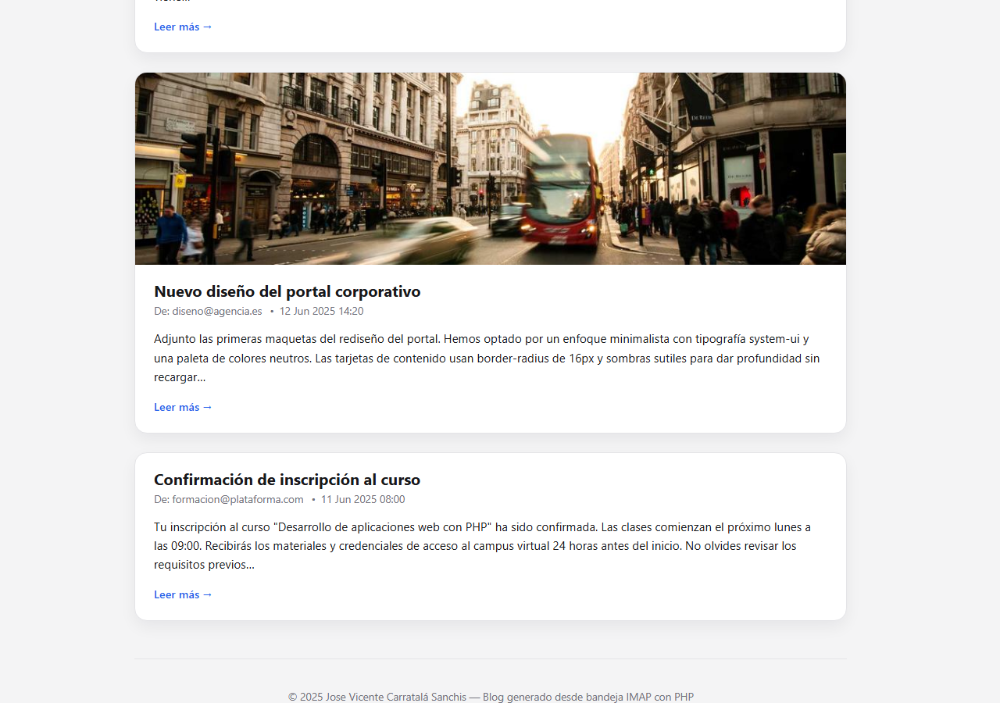 Leer más →
DE BEERS
Nuevo diseño del portal corporativo
De: diseno@agencia.es • 12 Jun 2025 14:20
Adjunto las primeras maquetas del rediseño del portal. Hemos optado por un enfoque minimalista con tipografía system-ui y
una paleta de colores neutros. Las tarjetas de contenido usan border-radius de 16px y sombras sutiles para dar profundidad sin
recargar...
Leer más →
Confirmación de inscripción al curso
De: formacion@plataforma.com • 11 Jun 2025 08:00
Tu inscripción al curso "Desarrollo de aplicaciones web con PHP" ha sido confirmada. Las clases comienzan el próximo lunes a
las 09:00. Recibirás los materiales y credenciales de acceso al campus virtual 24 horas antes del inicio. No olvides revisar los
requisitos previos...
Leer más →
© 2025 Jose Vicente Carratalá Sanchis — Blog generado desde bandeja IMAP con PHP